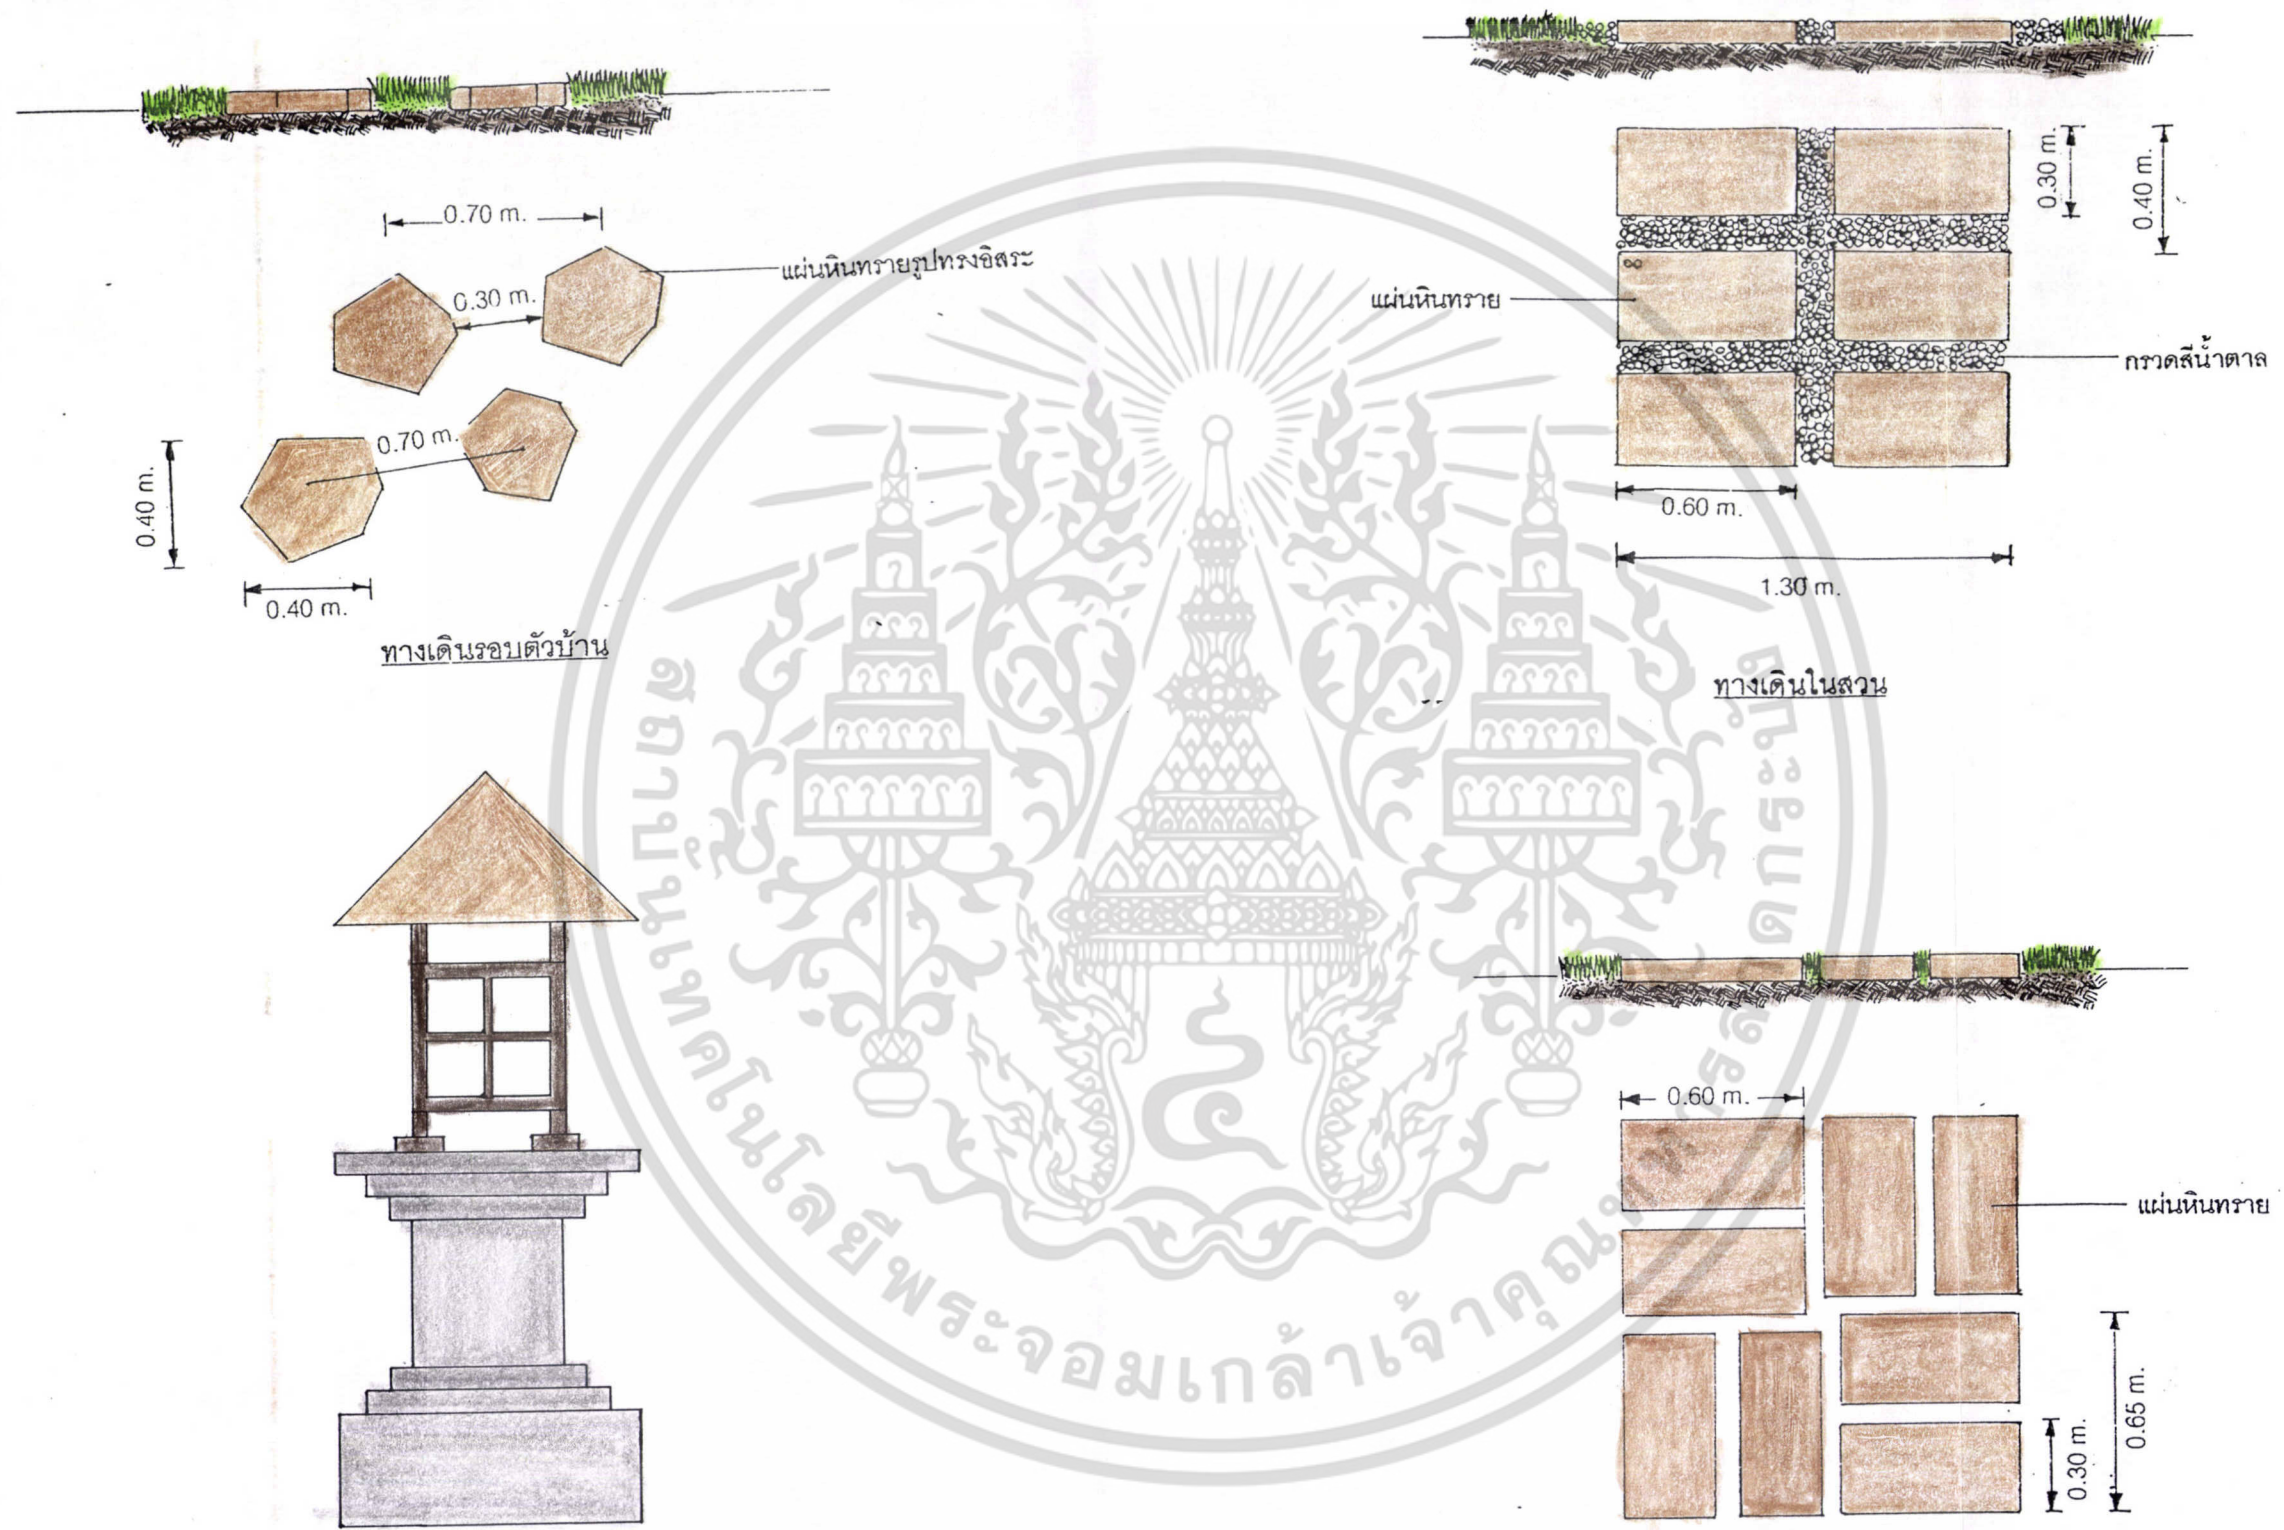 0.70 m.
แผ่นหินทรายรูปทรงอิสระ
0.30 m.
0.70 m.
0.40 m.
0.40 m.
ทางเดินรอบตัวบ้าน
0.30 m.
0.40 m.
แผ่นหินทราย
กรวดสีน้ำตาล
0.60 m.
1.30 m.
ทางเดินในสวน
0.60 m.
แผ่นหินทราย
0.65 m.
0.30 m.
สถาบันเทคโนโลยีพระจอมเกล้าเจ้าคุณทหารลาดกระบัง
๔